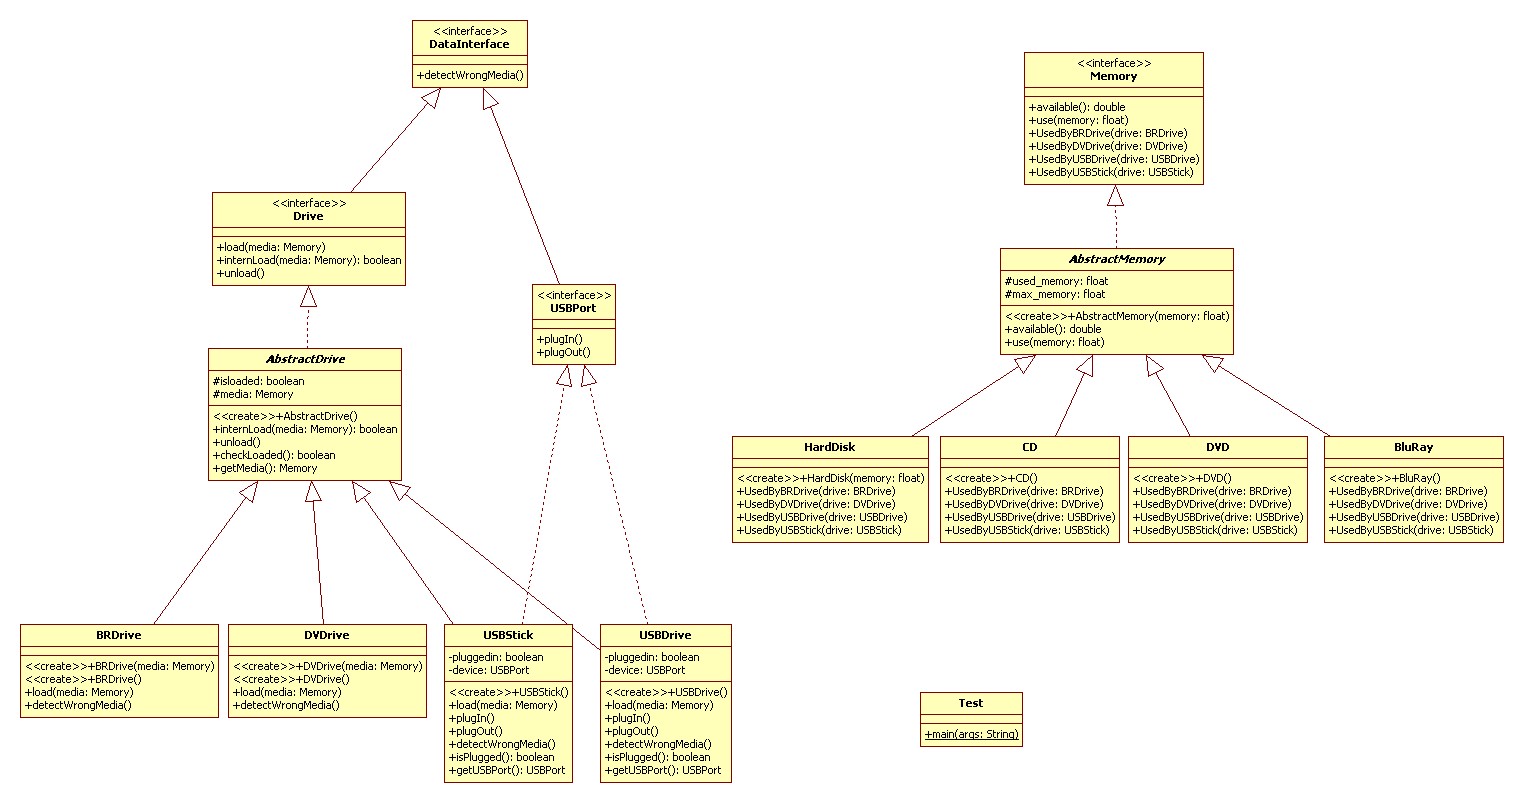 <<interface>>
DataInterface
+detectWrongMedia()
<<interface>>
Memory
+available(): double
+use(memory: float)
+UsedByBRDrive(drive: BRDrive)
+UsedByDVDrive(drive: DVDrive)
+UsedByUSBDrive(drive: USBDrive)
+UsedByUSBStick(drive: USBStick)
<<interface>>
Drive
+load(media: Memory)
+internLoad(media: Memory): boolean
+unload()
<<interface>>
USBPort
+plugIn()
+plugOut()
AbstractMemory
#used_memory: float
#max_memory: float
<<create>>+AbstractMemory(memory: float)
+available(): double
+use(memory: float)
AbstractDrive
#isloaded: boolean
#media: Memory
<<create>>+AbstractDrive()
+internLoad(media: Memory): boolean
+unload()
+checkLoaded(): boolean
+getMedia(): Memory
HardDisk
<<create>>+HardDisk(memory: float)
+UsedByBRDrive(drive: BRDrive)
+UsedByDVDrive(drive: DVDrive)
+UsedByUSBDrive(drive: USBDrive)
+UsedByUSBStick(drive: USBStick)
CD
<<create>>+CD()
+UsedByBRDrive(drive: BRDrive)
+UsedByDVDrive(drive: DVDrive)
+UsedByUSBDrive(drive: USBDrive)
+UsedByUSBStick(drive: USBStick)
DVD
<<create>>+DVD()
+UsedByBRDrive(drive: BRDrive)
+UsedByDVDrive(drive: DVDrive)
+UsedByUSBDrive(drive: USBDrive)
+UsedByUSBStick(drive: USBStick)
BluRay
<<create>>+BluRay()
+UsedByBRDrive(drive: BRDrive)
+UsedByDVDrive(drive: DVDrive)
+UsedByUSBDrive(drive: USBDrive)
+UsedByUSBStick(drive: USBStick)
BRDrive
<<create>>+BRDrive(media: Memory)
<<create>>+BRDrive()
+load(media: Memory)
+detectWrongMedia()
DVDrive
<<create>>+DVDrive(media: Memory)
<<create>>+DVDrive()
+load(media: Memory)
+detectWrongMedia()
USBStick
-pluggedin: boolean
-device: USBPort
<<create>>+USBStick()
+load(media: Memory)
+plugIn()
+plugOut()
+detectWrongMedia()
+isPlugged(): boolean
+getUSBPort(): USBPort
USBDrive
-pluggedin: boolean
-device: USBPort
<<create>>+USBDrive()
+load(media: Memory)
+plugIn()
+plugOut()
+detectWrongMedia()
+isPlugged(): boolean
+getUSBPort(): USBPort
Test
+main(args: String)